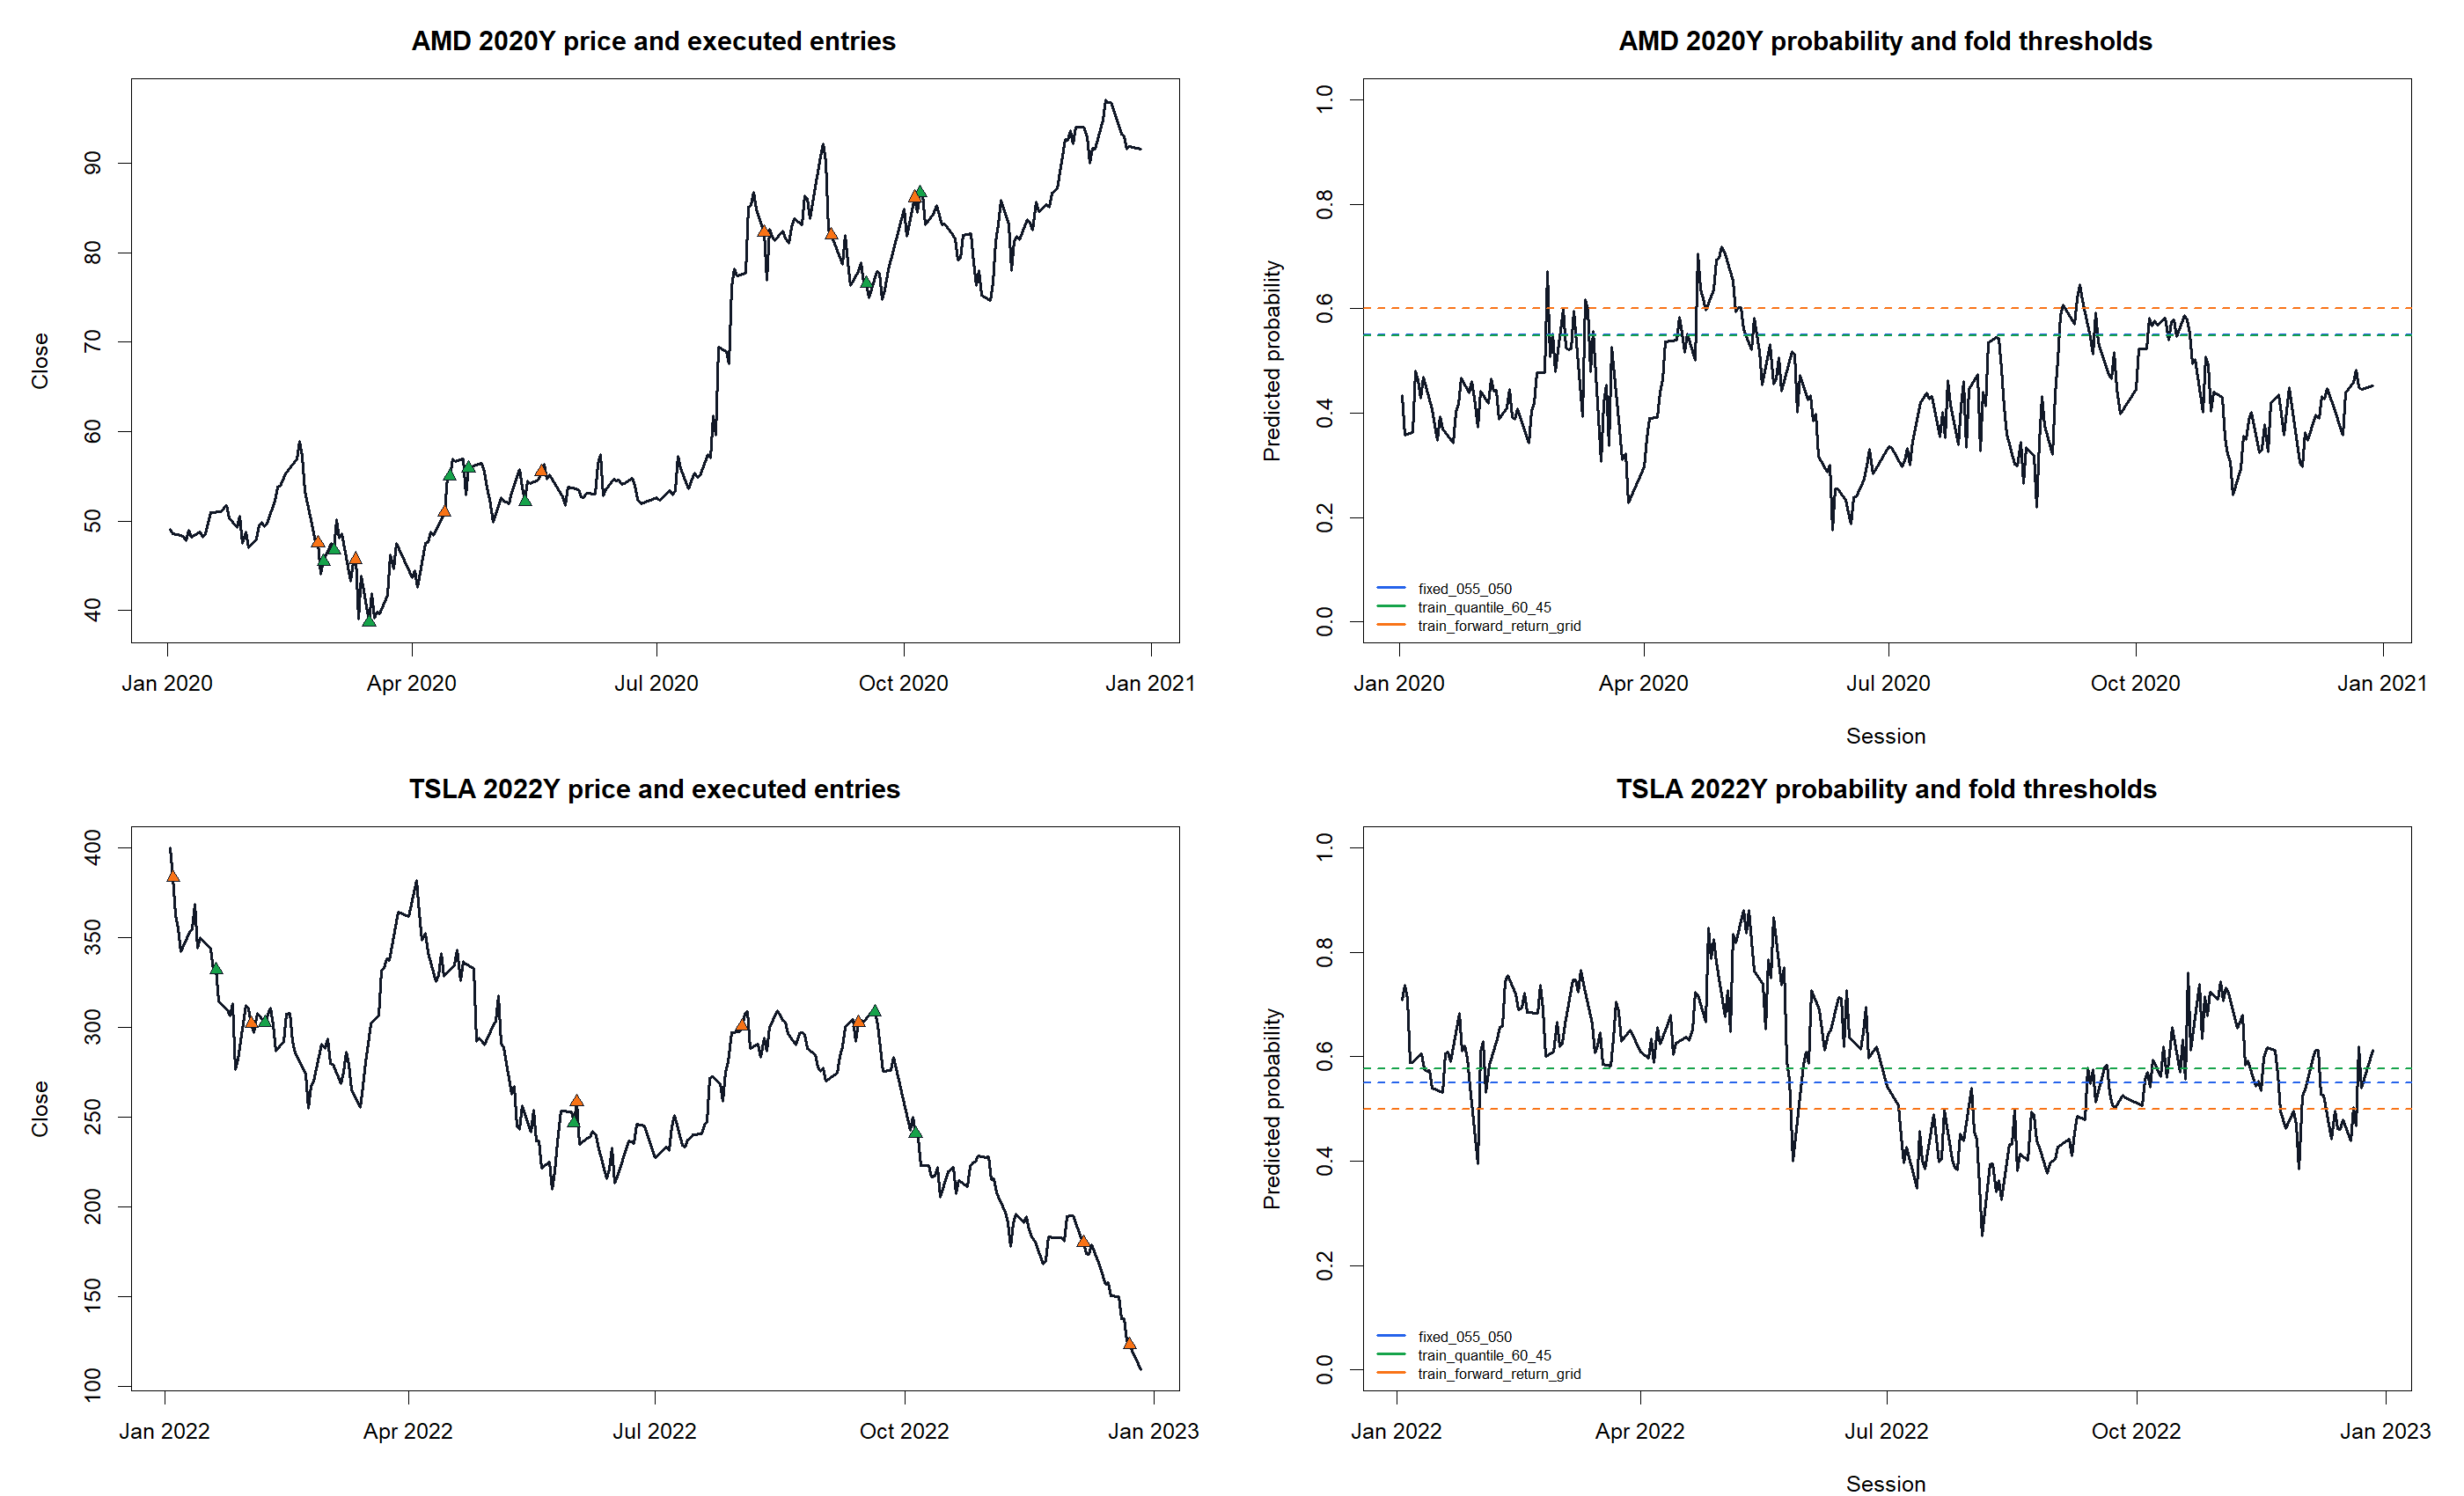 AMD 2020Y price and executed entries
Close
90
80
70
60
50
40
Jan 2020 Apr 2020 Jul 2020 Oct 2020 Jan 2021
AMD 2020Y probability and fold thresholds
Predicted probability
1.0
0.8
0.6
0.4
0.2
0.0
fixed_055_050
train_quantile_60_45
train_forward_return_grid
Jan 2020 Apr 2020 Jul 2020 Oct 2020 Jan 2021
Session
TSLA 2022Y price and executed entries
Close
400
350
300
250
200
150
100
Jan 2022 Apr 2022 Jul 2022 Oct 2022 Jan 2023
TSLA 2022Y probability and fold thresholds
Predicted probability
1.0
0.8
0.6
0.4
0.2
0.0
fixed_055_050
train_quantile_60_45
train_forward_return_grid
Jan 2022 Apr 2022 Jul 2022 Oct 2022 Jan 2023
Session